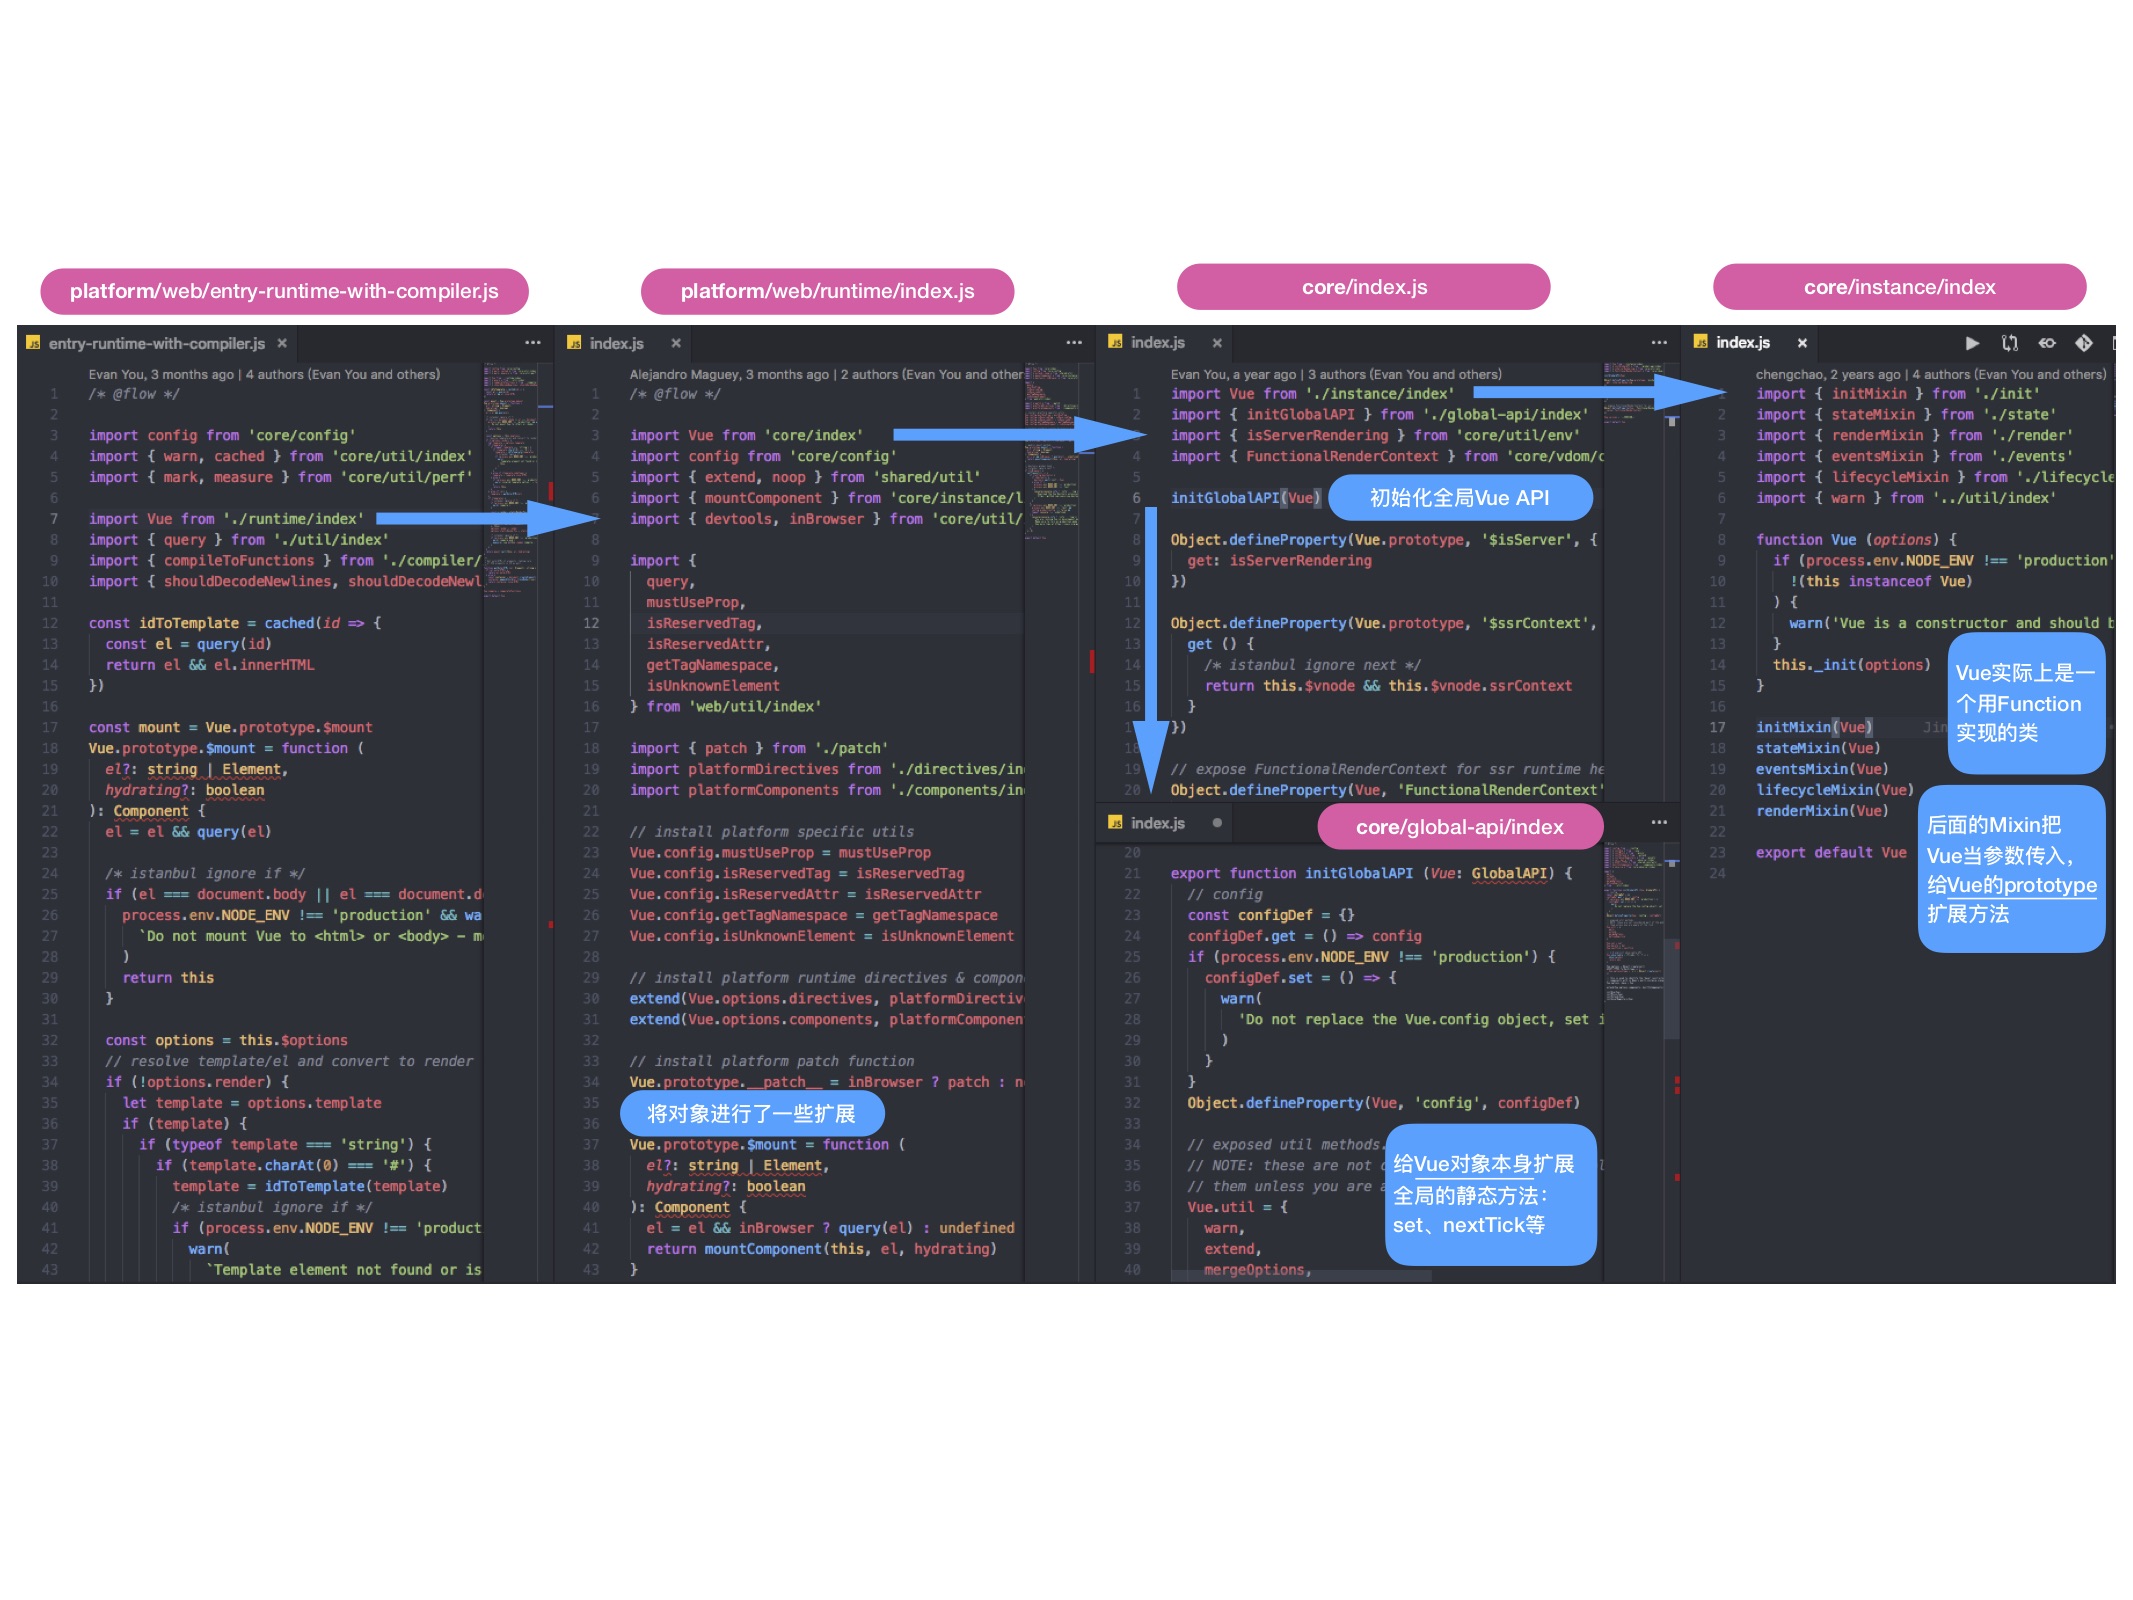 platform/web/entry-runtime-with-compiler.js
entry-runtime-with-compiler.js
Evan You, 3 months ago | 4 authors (Evan You and others)
1 /* @flow */
2
3 import config from 'core/config'
4 import { warn, cached } from 'core/util/index'
5 import { mark, measure } from 'core/util/perf'
6
7 import Vue from './runtime/index'
8 import { query } from './util/index'
9 import { compileToFunctions } from './compiler/
10 import { shouldDecodeNewlines, shouldDecodeNewl
11
12 const idToTemplate = cached(id => {
13 const el = query(id)
14 return el && el.innerHTML
15 })
16
17 const mount = Vue.prototype.$mount
18 Vue.prototype.$mount = function (
19 el?: string | Element,
20 hydrating?: boolean
21 ): Component {
22 el = el && query(el)
23
24 /* istanbul ignore if */
25 if (el === document.body || el === document.do
26 process.env.NODE_ENV !== 'production' && wa
27 `Do not mount Vue to <html> or <body> - mo
28 )
29 return this
30 }
31
32 const options = this.$options
33 // resolve template/el and convert to render
34 if (!options.render) {
35 let template = options.template
36 if (template) {
37 if (typeof template === 'string') {
38 if (template.charAt(0) === '#') {
39 template = idToTemplate(template)
40 /* istanbul ignore if */
41 if (process.env.NODE_ENV !== 'product
42 warn(
43 `Template element not found or is
platform/web/runtime/index.js
index.js
Alejandro Maguey, 3 months ago | 2 authors (Evan You and other
1 /* @flow */
2
3 import Vue from 'core/index'
4 import config from 'core/config'
5 import { extend, noop } from 'shared/util'
6 import { mountComponent } from 'core/instance/l
import { devtools, inBrowser } from 'core/util/
8
9 import {
10 query,
11 mustUseProp,
12 isReservedTag,
13 isReservedAttr,
14 getTagNamespace,
15 isUnknownElement
16 } from 'web/util/index'
17
18 import { patch } from './patch'
19 import platformDirectives from './directives/in
20 import platformComponents from './components/in
21
22 // install platform specific utils
23 Vue.config.mustUseProp = mustUseProp
24 Vue.config.isReservedTag = isReservedTag
25 Vue.config.isReservedAttr = isReservedAttr
26 Vue.config.getTagNamespace = getTagNamespace
27 Vue.config.isUnknownElement = isUnknownElement
28
29 // install platform runtime directives & compon
30 extend(Vue.options.directives, platformDirectiv
31 extend(Vue.options.components, platformComponen
32
33 // install platform patch function
34 Vue.prototype.__patch__ = inBrowser ? patch : n
35
将对象进行了一些扩展
36
37 Vue.prototype.$mount = function (
38 el?: string | Element,
39 hydrating?: boolean
40 ): Component {
41 el = el && inBrowser ? query(el) : undefined
42 return mountComponent(this, el, hydrating)
43 }
core/index.js
index.js
Evan You, a year ago | 3 authors (Evan You and others)
1 import Vue from './instance/index'
2 import { initGlobalAPI } from './global-api/index'
import { isServerRendering } from 'core/util/env'
4 import { FunctionalRenderContext } from 'core/vdom/c
5
6 initGlobalAPI(Vue)
初始化全局Vue API
7
8 Object.defineProperty(Vue.prototype, '$isServer', {
9 get: isServerRendering
10 })
11
12 Object.defineProperty(Vue.prototype, '$ssrContext',
13 get () {
14 /* istanbul ignore next */
15 return this.$vnode && this.$vnode.ssrContext
16 }
})
18
19 // expose FunctionalRenderContext for ssr runtime he
20 Object.defineProperty(Vue, 'FunctionalRenderContext'
index.js
core/global-api/index
20
21 export function initGlobalAPI (Vue: GlobalAPI) {
22 // config
23 const configDef = {}
24 configDef.get = () => config
25 if (process.env.NODE_ENV !== 'production') {
26 configDef.set = () => {
27 warn(
28 'Do not replace the Vue.config object, set i
29 )
30 }
31 }
32 Object.defineProperty(Vue, 'config', configDef)
33
34 // exposed util methods.
35 // NOTE: these are not
36 // them unless you are a
37 Vue.util = {
38 warn,
39 extend,
40 mergeOptions,
给Vue对象本身扩展
全局的静态方法：
set、nextTick等
core/instance/index
index.js
chengchao, 2 years ago | 4 authors (Evan You and others)
import { initMixin } from './init'
2 import { stateMixin } from './state'
3 import { renderMixin } from './render'
4 import { eventsMixin } from './events'
5 import { lifecycleMixin } from './lifecycle
6 import { warn } from '../util/index'
7
8 function Vue (options) {
9 if (process.env.NODE_ENV !== 'production'
10 !(this instanceof Vue)
11 ) {
12 warn('Vue is a constructor and should b
13 }
14 this._init(options)
15 }
16
17 initMixin(Vue) Jin
18 stateMixin(Vue)
19 eventsMixin(Vue)
20 lifecycleMixin(Vue)
21 renderMixin(Vue)
22
23 export default Vue
24
Vue实际上是一
个用Function
实现的类
后面的Mixin把
Vue当参数传入，
给Vue的prototype
扩展方法